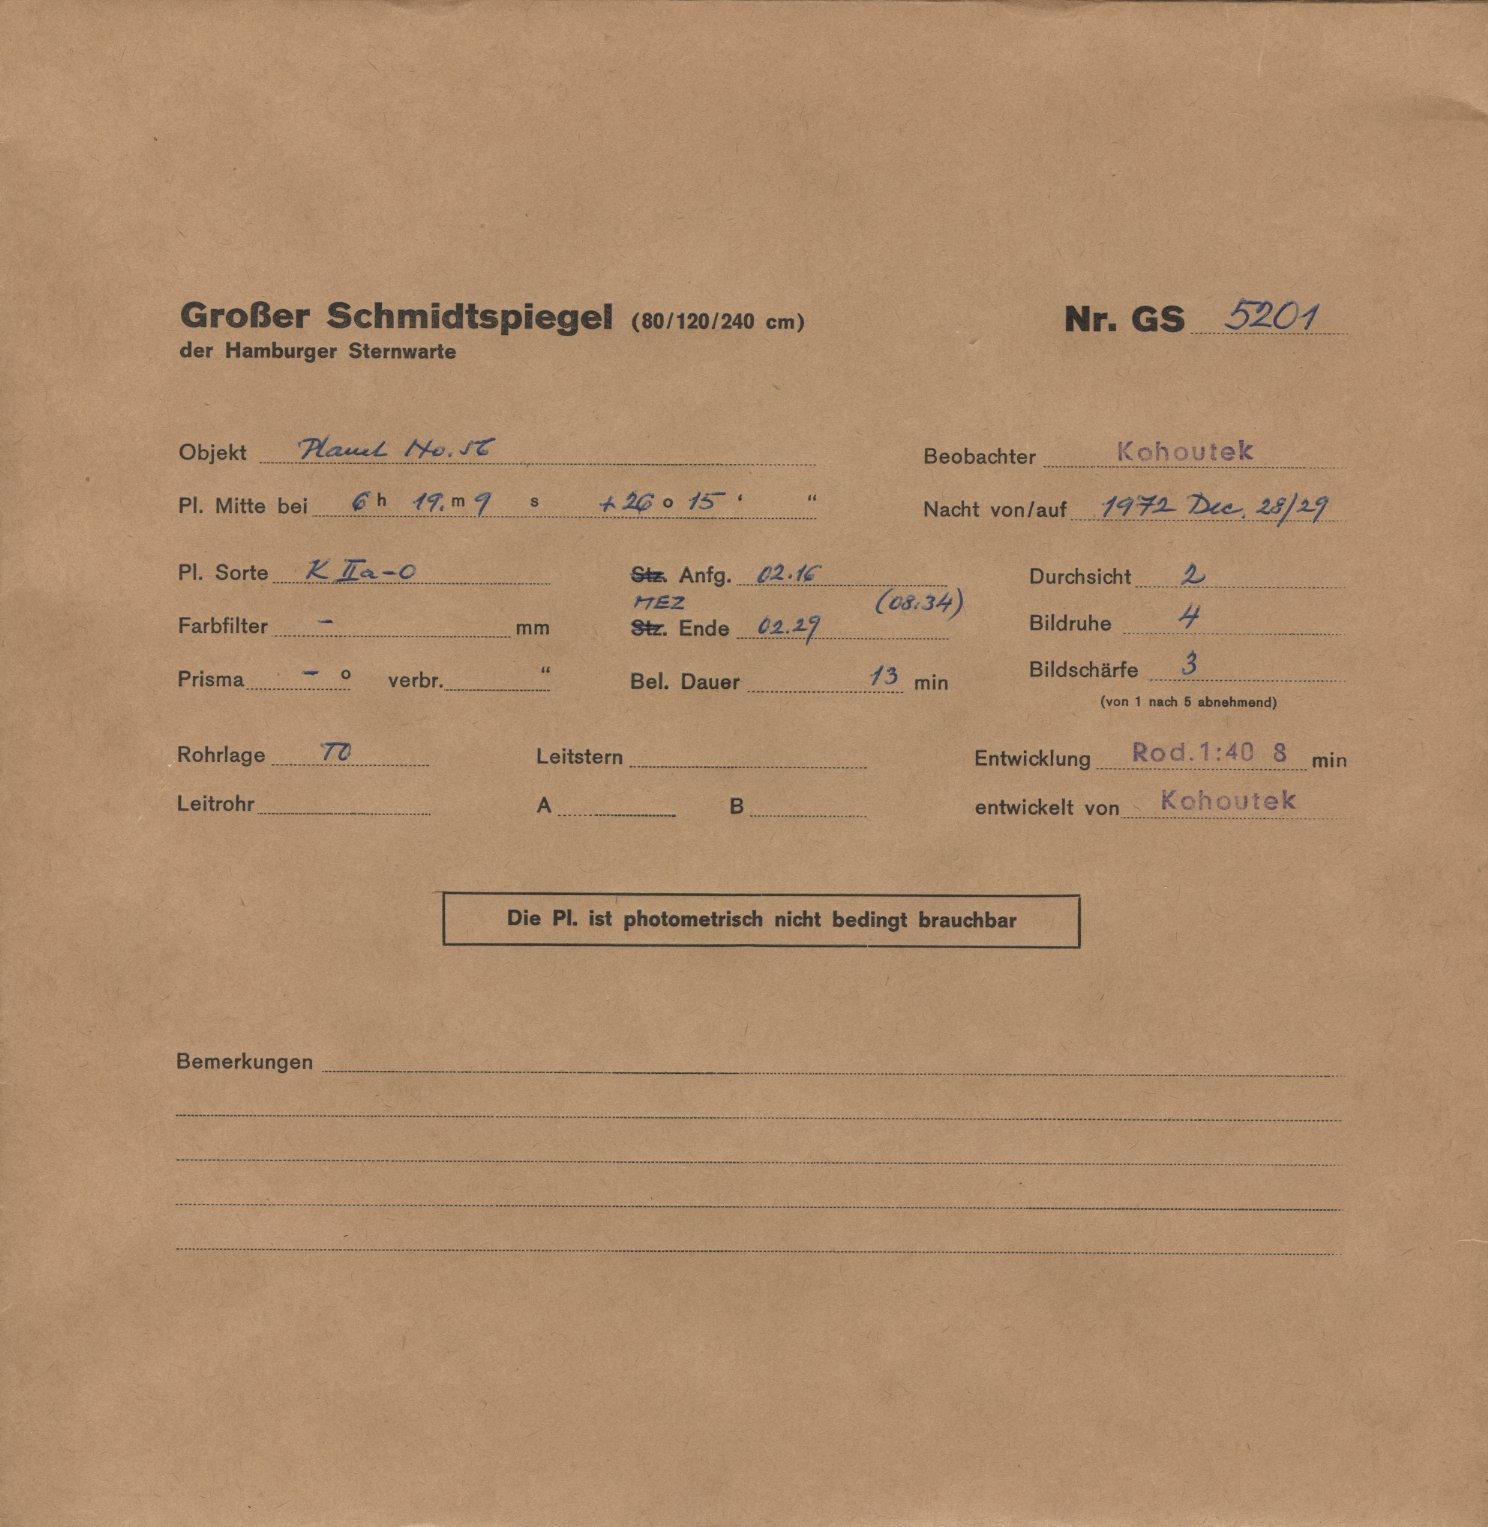 Großer Schmidtspiegel (80/120/240 cm) Nr. GS 5201
der Hamburger Sternwarte
Objekt Planet No. 56 Beobachter Kohoutek
Pl. Mitte bei 6 h 19. m 9 s +26 o 15 ‘ “ Nacht von/auf 1972 Dec. 28/29
Pl. Sorte K IIa-O Stz. Anfg. 02.16 Durchsicht 2
MEZ (08:34)
Farbfilter - mm Stz. Ende 02.29 Bildruhe 4
Prisma - o verbr. “ Bel. Dauer 13 min Bildschärfe 3
(von 1 nach 5 abnehmend)
Rohrlage TO Leitstern Entwicklung Rod.1:40 8 min
Leitrohr A B entwickelt von Kohoutek
Die Pl. ist photometrisch nicht bedingt brauchbar
Bemerkungen